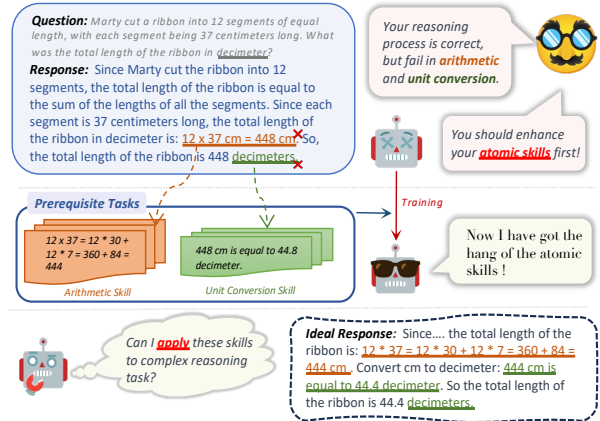 Question: Marty cut a ribbon into 12 segments of equal
length, with each segment being 37 centimeters long. What
was the total length of the ribbon in decimeter?
Response: Since Marty cut the ribbon into 12
segments, the total length of the ribbon is equal to
the sum of the lengths of all the segments. Since each
segment is 37 centimeters long, the total length of
the ribbon in decimeter is: 12 x 37 cm = 448 cm. So,
the total length of the ribbon is 448 decimeters.
Your reasoning
process is correct,
but fail in arithmetic
and unit conversion.
You should enhance
your atomic skills first!
Prerequisite Tasks
12 x 37 = 12 * 30 +
12 * 7 = 360 + 84 =
444
Arithmetic Skill
448 cm is equal to 44.8
decimeter.
Unit Conversion Skill
Training
Now I have got the
hang of the atomic
skills !
Can I apply these skills
to complex reasoning
task?
Ideal Response: Since.... the total length of the
ribbon is: 12 * 37 = 12 * 30 + 12 * 7 = 360 + 84 =
444 cm . Convert cm to decimeter: 444 cm is
equal to 44.4 decimeter. So the total length of
the ribbon is 44.4 decimeters.